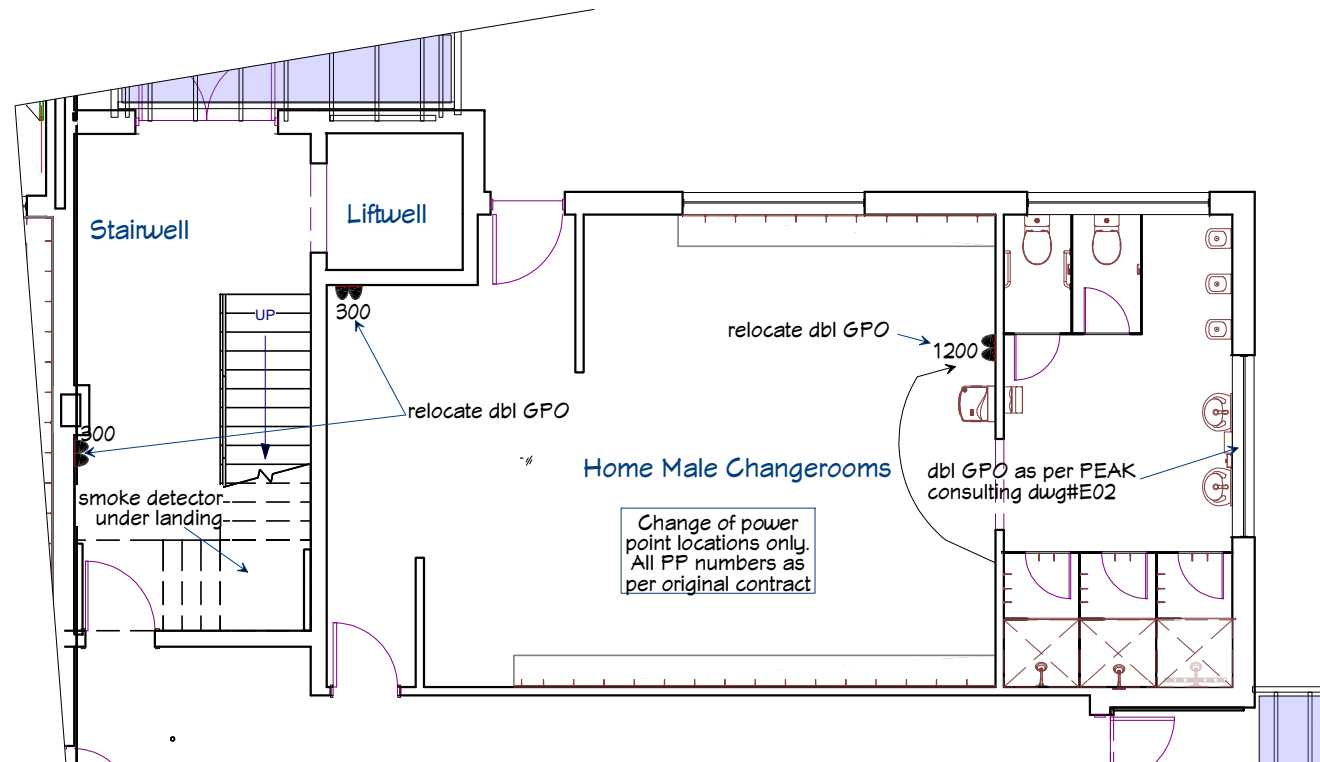 Stairwell
Liftwell
UP
300
relocate dbl GPO
1200
relocate dbl GPO
300
Home Male Changerooms
dbl GPO as per PEAK
consulting dwg#E02
smoke detector
under landing
Change of power
point locations only.
All PP numbers as
per original contract